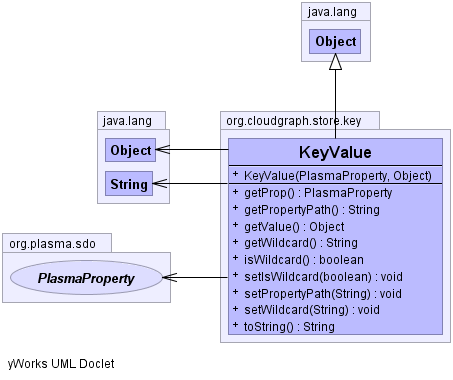 java.lang
Object
java.lang
Object
String
org.cloudgraph.store.key
KeyValue
+ KeyValue(PlasmaProperty, Object)
+ getProp() : PlasmaProperty
+ getPropertyPath() : String
+ getValue() : Object
+ getWildcard() : String
+ isWildcard() : boolean
+ setIsWildcard(boolean) : void
+ setPropertyPath(String) : void
+ setWildcard(String) : void
+ toString() : String
org.plasma.sdo
PlasmaProperty
yWorks UML Doclet